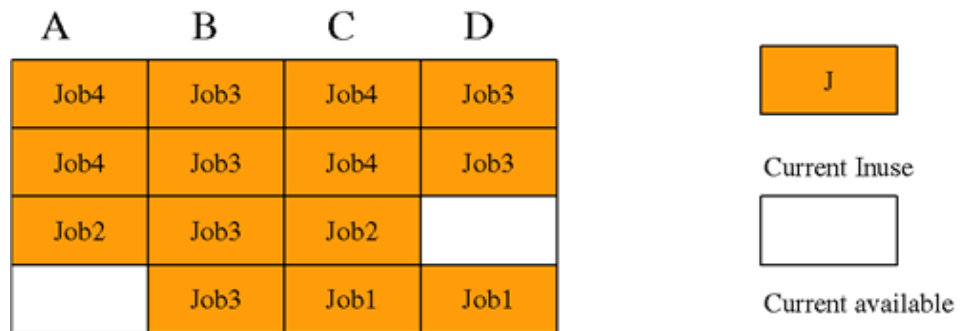 A B C D
Job4 Job3 Job4 Job3
J
Job4 Job3 Job4 Job3
Current Inuse
Job2 Job3 Job2
Job3 Job1 Job1
Current available